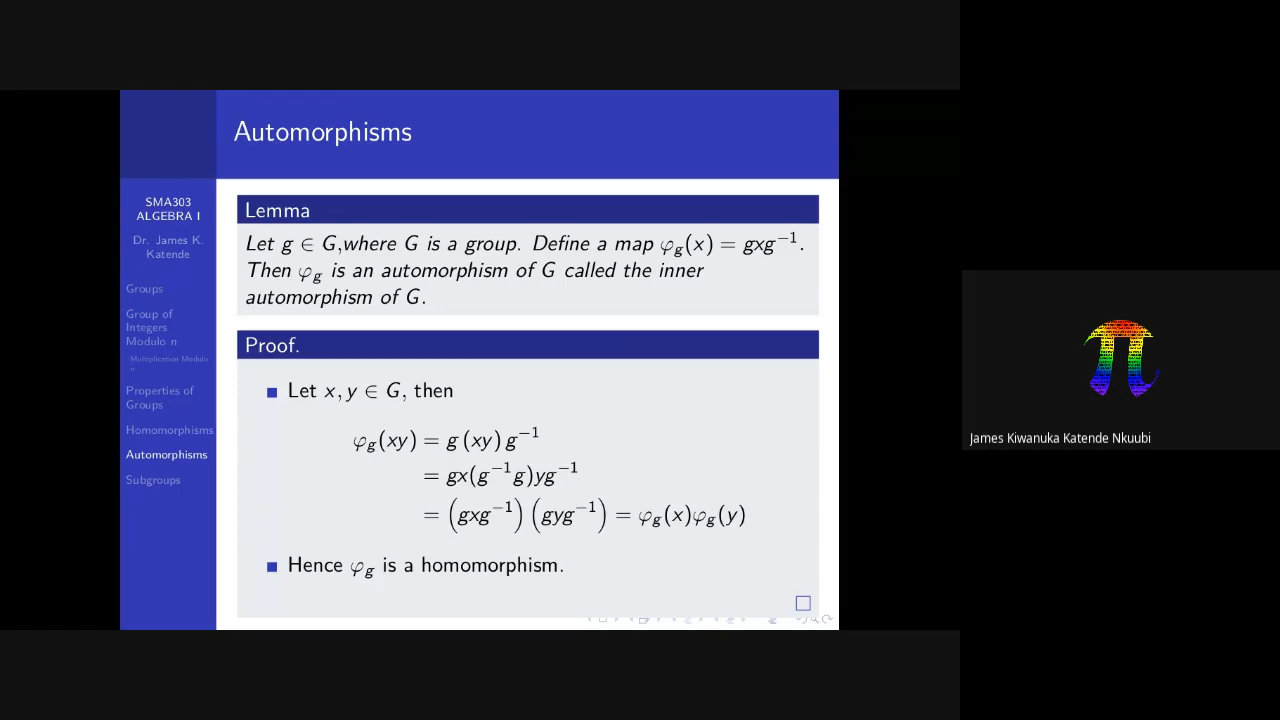 Automorphisms
SMA303
ALGEBRA I
Dr. James K.
Katende
Groups
Group of
Integers
Modulo n
Multiplication Modulo
n
Properties of
Groups
Homomorphisms
Automorphisms
Subgroups
Lemma
Let g ∈ G,where G is a group. Define a map φ_g(x) = gxg⁻¹.
Then φ_g is an automorphism of G called the inner
automorphism of G.
Proof.
Let x, y ∈ G, then
φ_g(xy) = g (xy) g⁻¹
= gx(g⁻¹g)yg⁻¹
= (gxg⁻¹) (gyg⁻¹) = φ_g(x)φ_g(y)
Hence φ_g is a homomorphism.
π
James Kiwanuka Katende Nkuubi